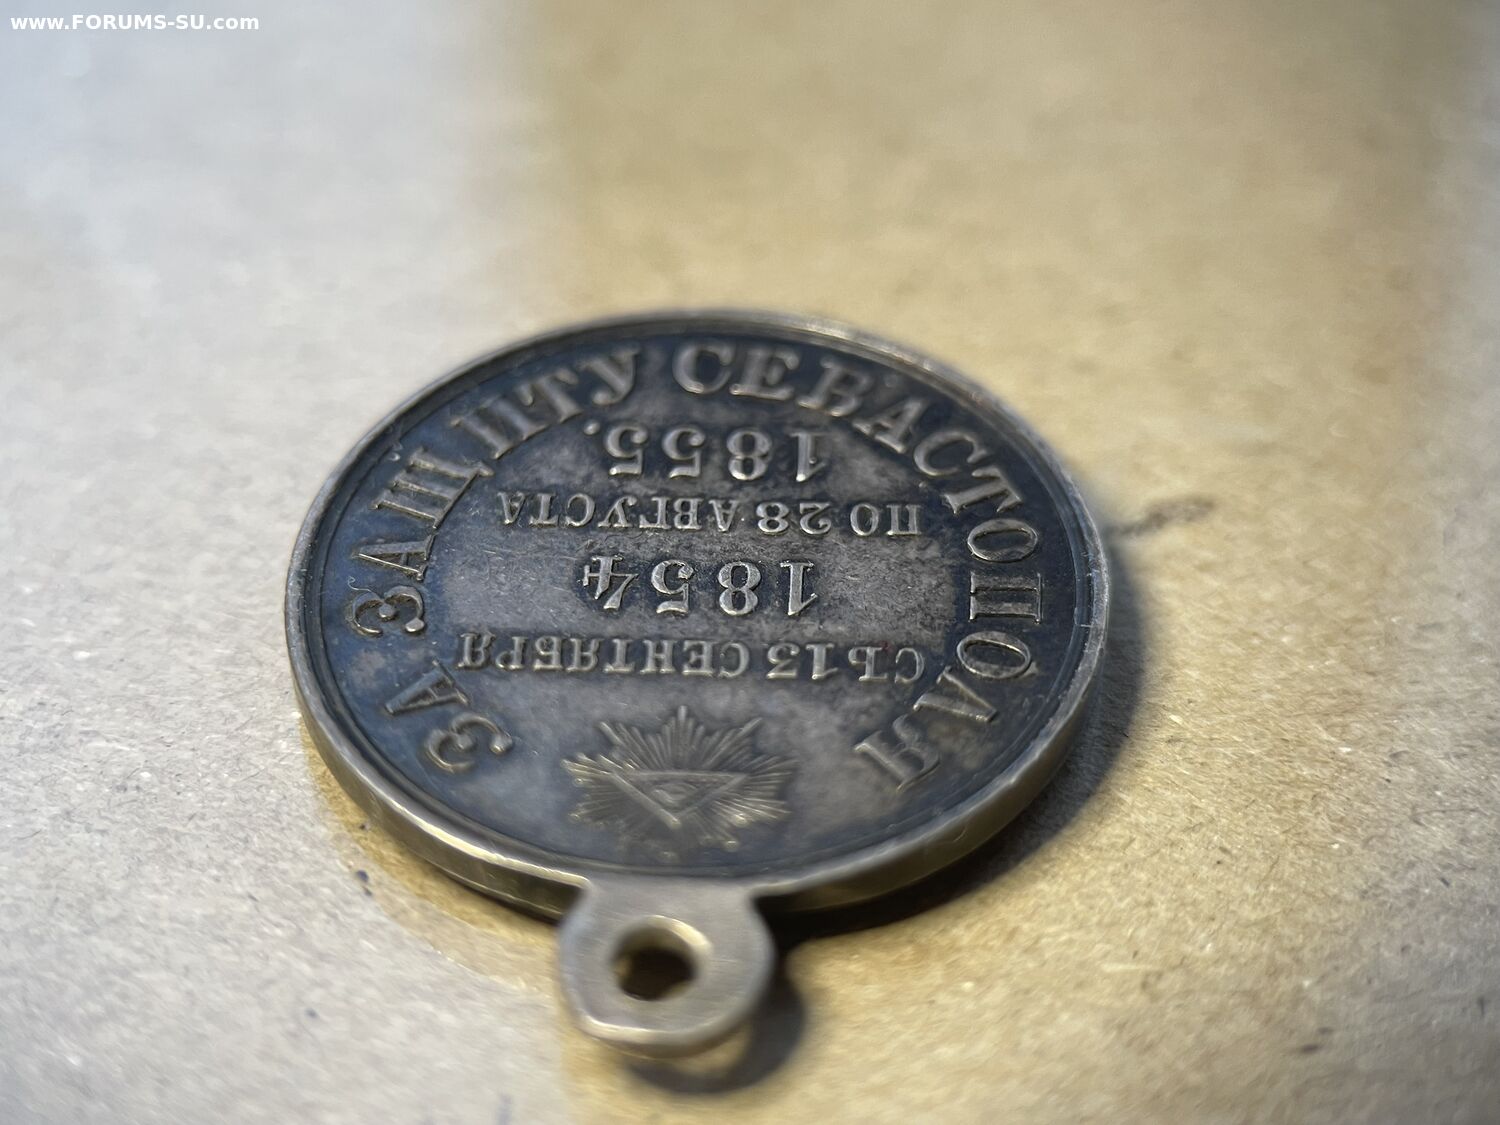 www.FORUMS-SU.com
СЪ 13 СЕНТЯБРЯ
1854
ПО 28 АВГУСТА
1855.
ЗА ЗАЩИТУ СЕВАСТОПОЛЯ